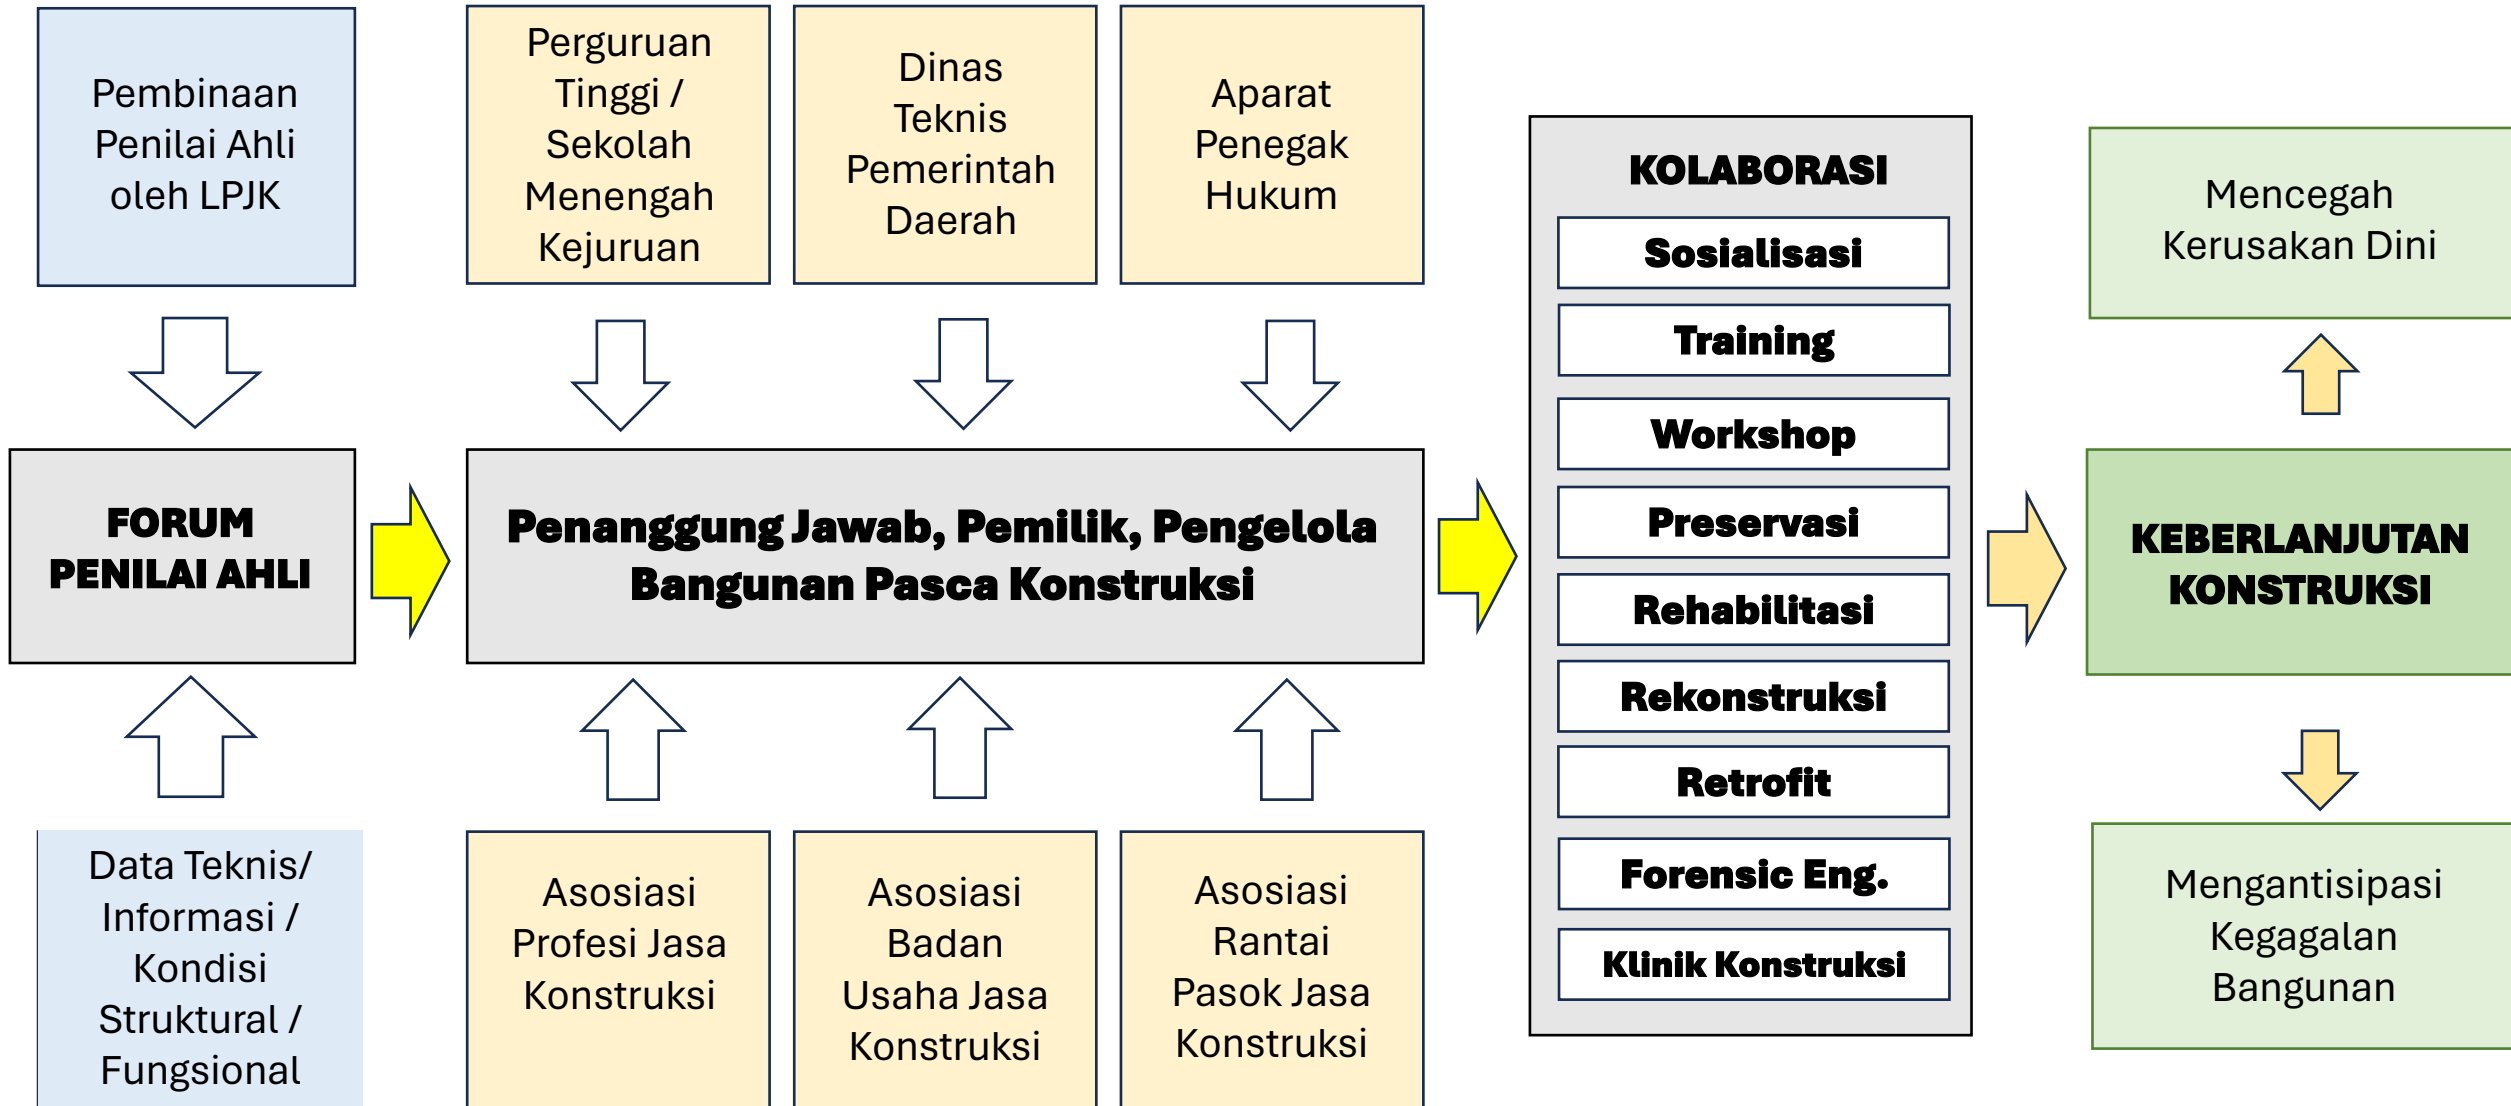 Pembinaan
Penilai Ahli
oleh LPJK
Perguruan
Tinggi /
Sekolah
Menengah
Kejuruan
Dinas
Teknis
Pemerintah
Daerah
Aparat
Penegak
Hukum
FORUM
PENILAI AHLI
Penanggung Jawab, Pemilik, Pengelola
Bangunan Pasca Konstruksi
Data Teknis/
Informasi /
Kondisi
Struktural /
Fungsional
Asosiasi
Profesi Jasa
Konstruksi
Asosiasi
Badan
Usaha Jasa
Konstruksi
Asosiasi
Rantai
Pasok Jasa
Konstruksi
KOLABORASI
Sosialisasi
Training
Workshop
Preservasi
Rehabilitasi
Rekonstruksi
Retrofit
Forensic Eng.
Klinik Konstruksi
Mencegah
Kerusakan Dini
KEBERLANJUTAN
KONSTRUKSI
Mengantisipasi
Kegagalan
Bangunan